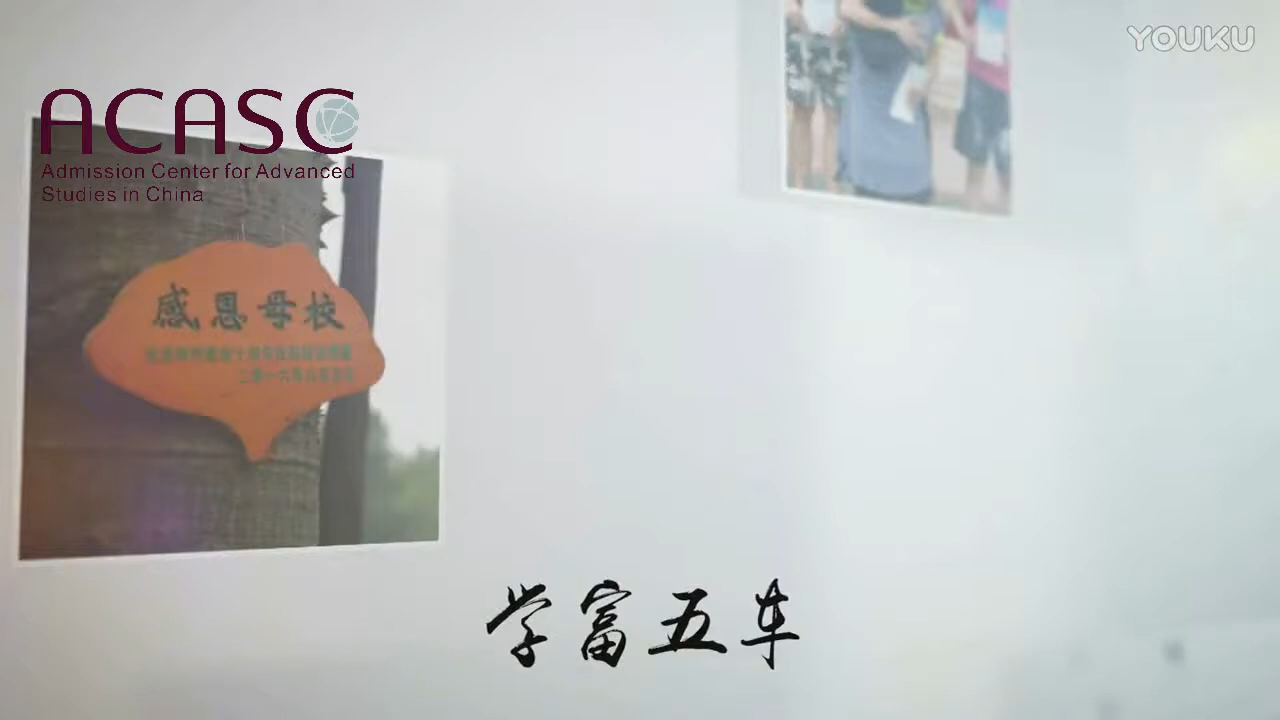 YOUKU
ACASC
Admission Center for Advanced
Studies in China
感恩母校
学富五车